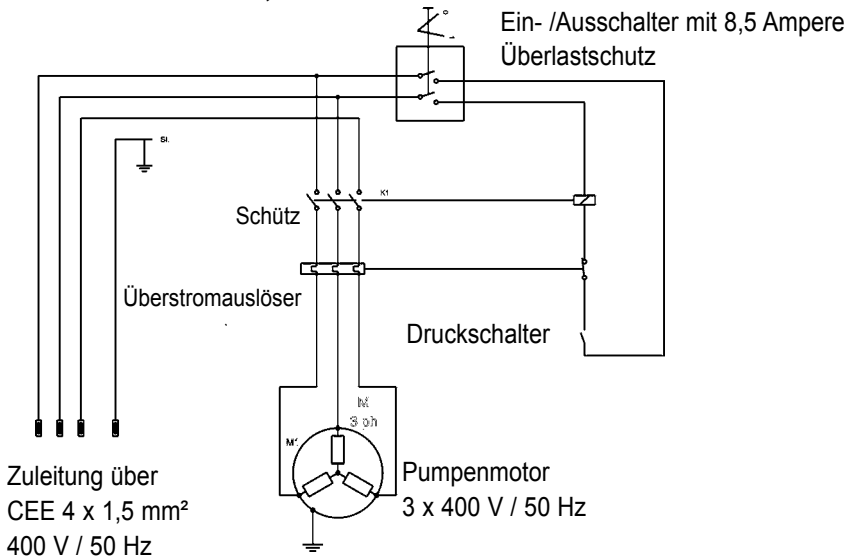 Ein- /Ausschalter mit 8,5 Ampere
Überlastschutz
SI.
K1
Schütz
Überstromauslöser
Druckschalter
M
3 ph
M1
Zuleitung über
CEE 4 x 1,5 mm²
400 V / 50 Hz
Pumpenmotor
3 x 400 V / 50 Hz